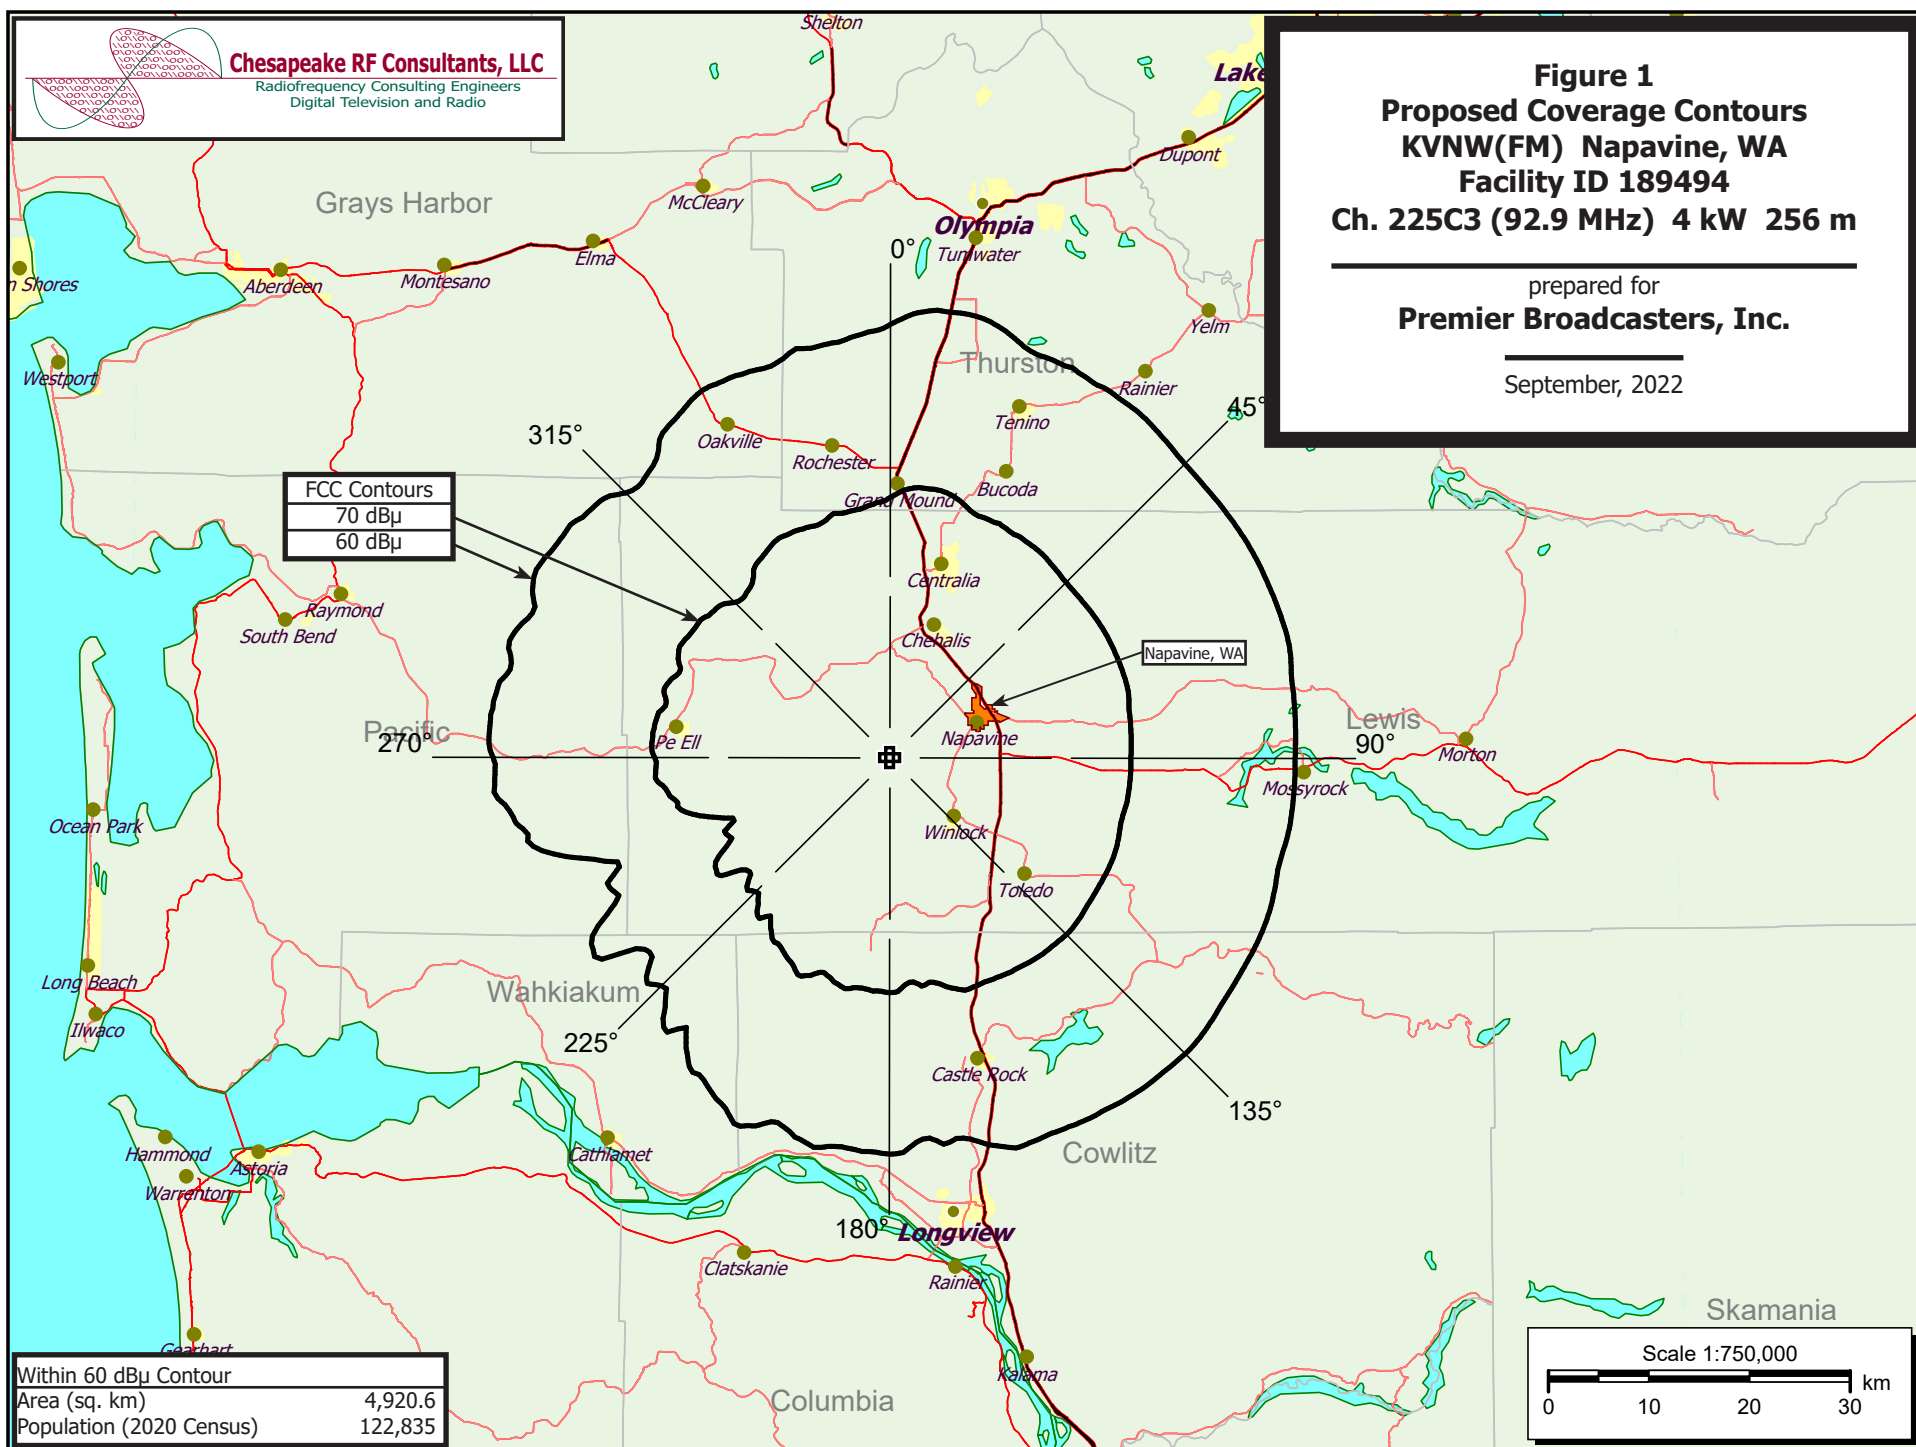 Chesapeake RF Consultants, LLC
Radiofrequency Consulting Engineers
Digital Television and Radio
Figure 1
Proposed Coverage Contours
KVNW(FM) Napavine, WA
Facility ID 189494
Ch. 225C3 (92.9 MHz) 4 kW 256 m
prepared for
Premier Broadcasters, Inc.
September, 2022
Shelton
Lake
Dupont
McCleary
Grays Harbor
Olympia
Tumwater
0°
Elma
Montesano
Aberdeen
n Shores
Yelm
Westport
Thurston
Rainier
Tenino
45°
315°
Oakville
Rochester
Bucoda
Grand Mound
FCC Contours
70 dBµ
60 dBµ
Centralia
Raymond
South Bend
Chehalis
Napavine, WA
Pacific
270°
Pe Ell
Napavine
Lewis
90°
Morton
Mossyrock
Ocean Park
Winlock
Toledo
Long Beach
Wahkiakum
Ilwaco
225°
Castle Rock
135°
Hammond
Astoria
Warrenton
Cathlamet
Cowlitz
180°
Longview
Clatskanie
Rainier
Skamania
Gearhart
Kalama
Columbia
Within 60 dBµ Contour
Area (sq. km) 4,920.6
Population (2020 Census) 122,835
Scale 1:750,000
km
0 10 20 30